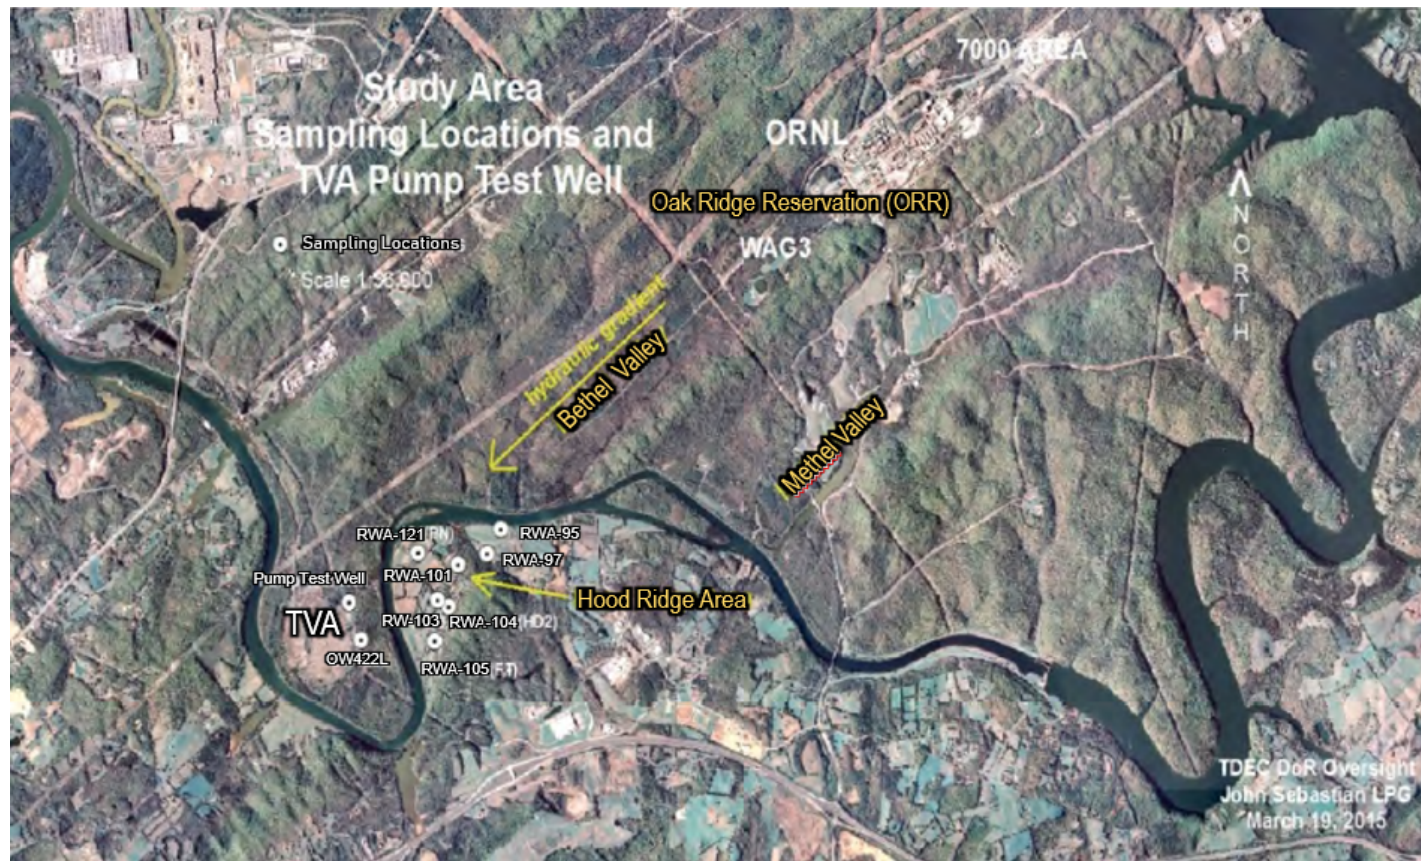 7000 AREA
Study Area
Sampling Locations and
TVA Pump Test Well
ORNL
Oak Ridge Reservation (ORR)
Sampling Locations
WAG3
NORTH
hydraulic gradient
Bethel Valley
Methel Valley
RWA-121
RWA-95
RWA-97
RWA-101
Pump Test Well
Hood Ridge Area
TVA
RW-103
RWA-104 (HD2)
OW422L
RWA-105
TDEC DoR Oversight
John Sebastian LPG
March 19, 2015